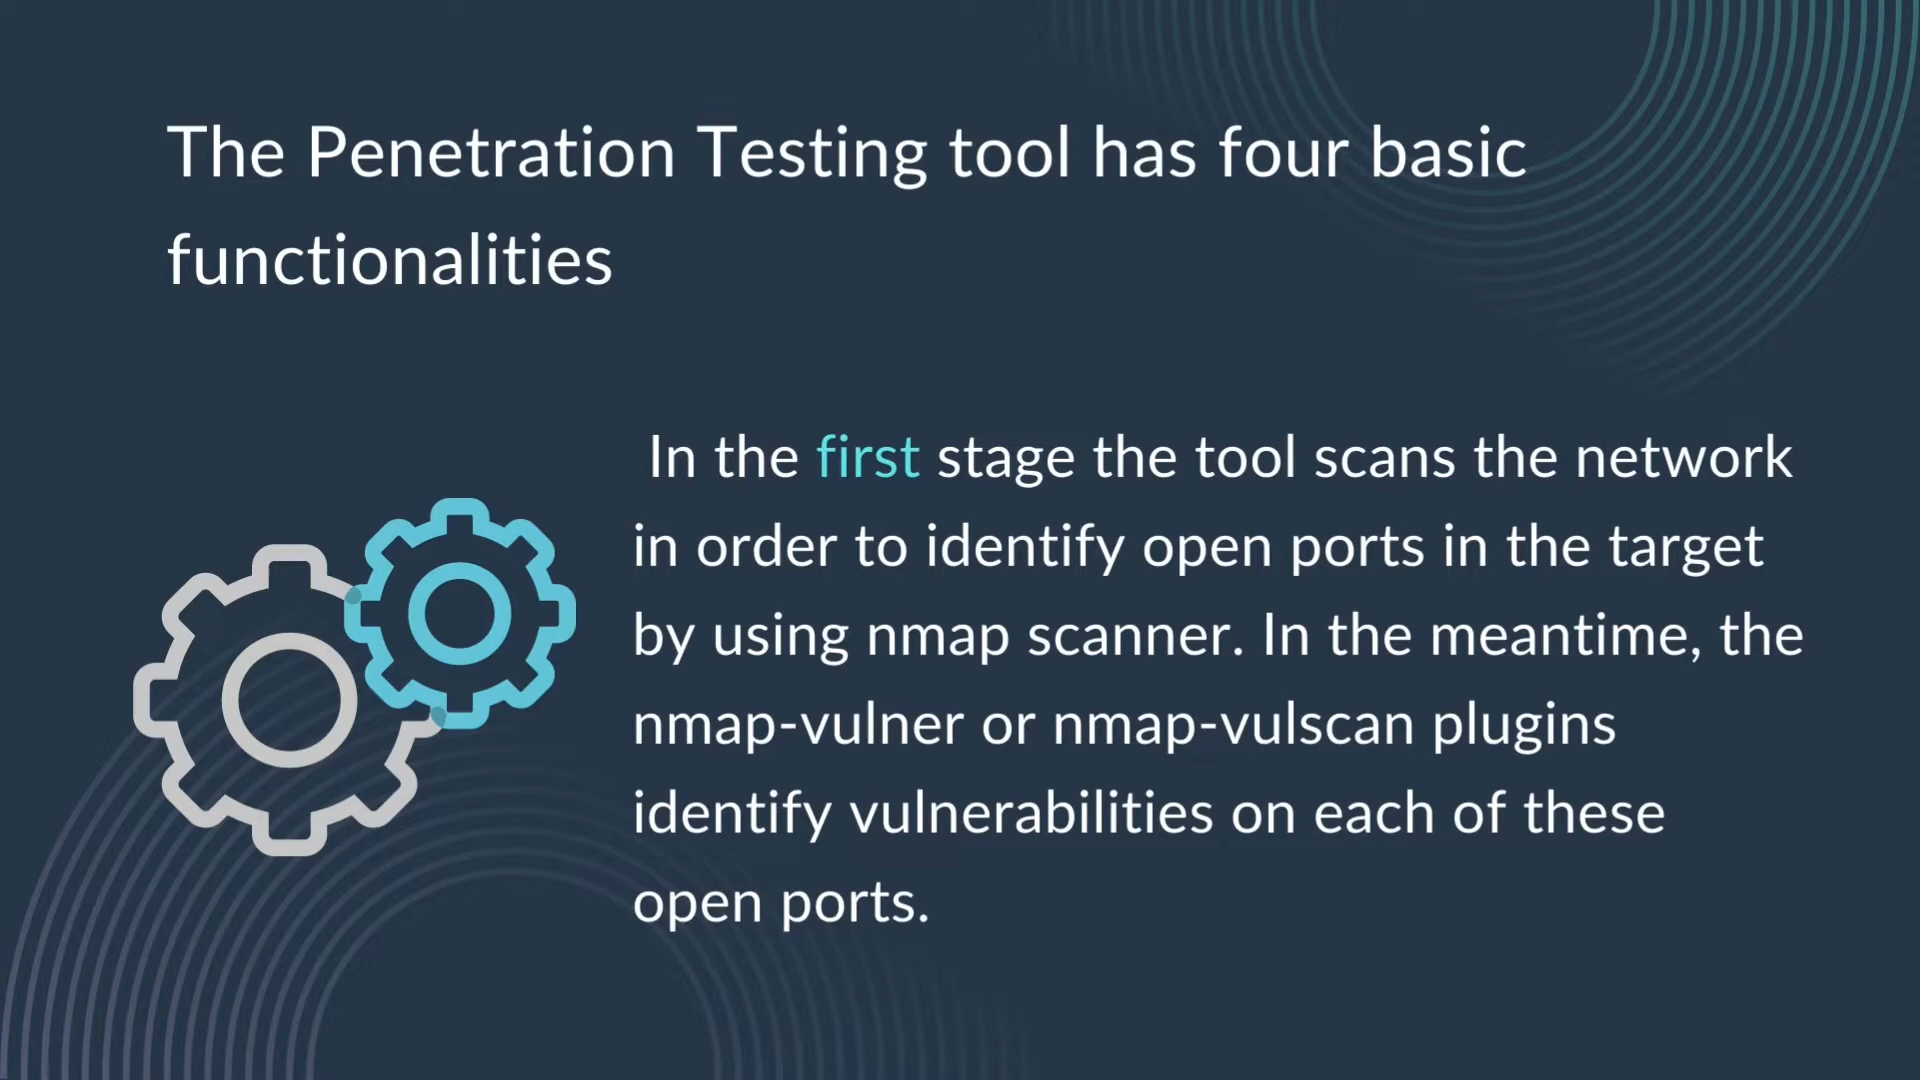 The Penetration Testing tool has four basic
functionalities
In the first stage the tool scans the network
in order to identify open ports in the target
by using nmap scanner. In the meantime, the
nmap-vulner or nmap-vulscan plugins
identify vulnerabilities on each of these
open ports.